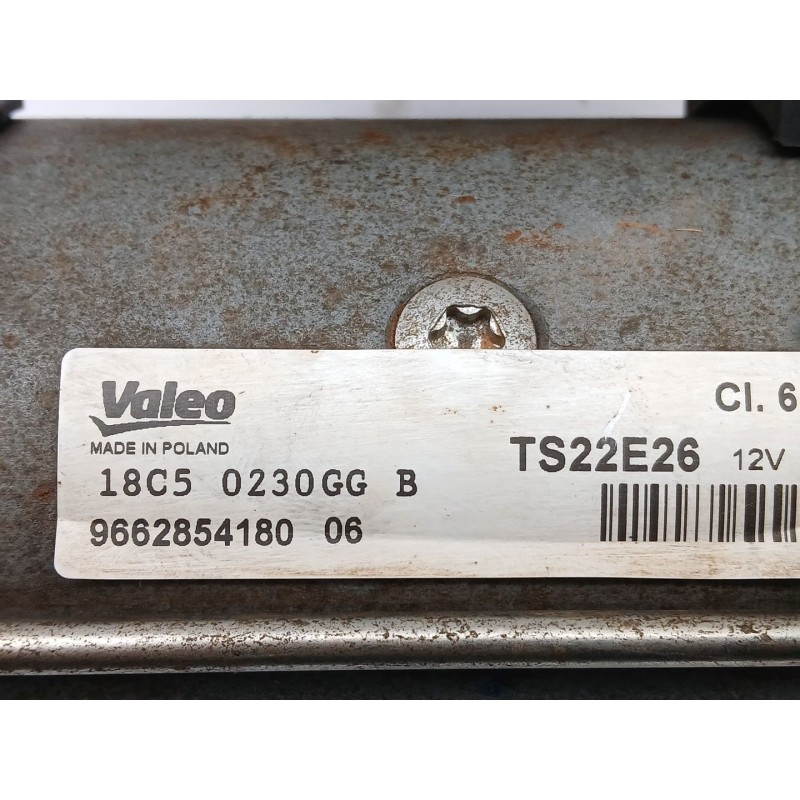 Valeo
MADE IN POLAND
18C5 0230GG B
9662854180 06
Cl. 6
TS22E26 12V